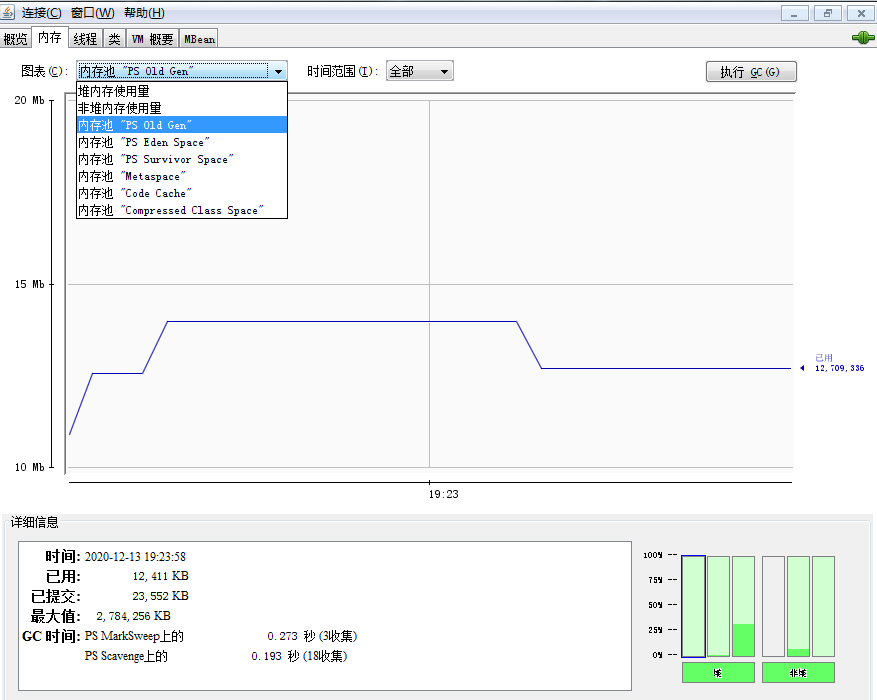 连接(C) 窗口(W) 帮助(H)
概览 内存 线程 类 VM 概要 MBean
图表(C): 内存池 "PS Old Gen" 时间范围(I): 全部 执行 GC(G)
堆内存使用量
非堆内存使用量
内存池 "PS Old Gen"
内存池 "PS Eden Space"
内存池 "PS Survivor Space"
内存池 "Metaspace"
内存池 "Code Cache"
内存池 "Compressed Class Space"
20 Mb
15 Mb
10 Mb
已用
12,709,336
19:23
详细信息
时间: 2020-12-13 19:23:58
已用: 12,411 KB
已提交: 23,552 KB
最大值: 2,784,256 KB
GC 时间: PS MarkSweep上的 0.273 秒 (3收集)
PS Scavenge上的 0.193 秒 (18收集)
100%
75%
50%
25%
0%
堆 非堆